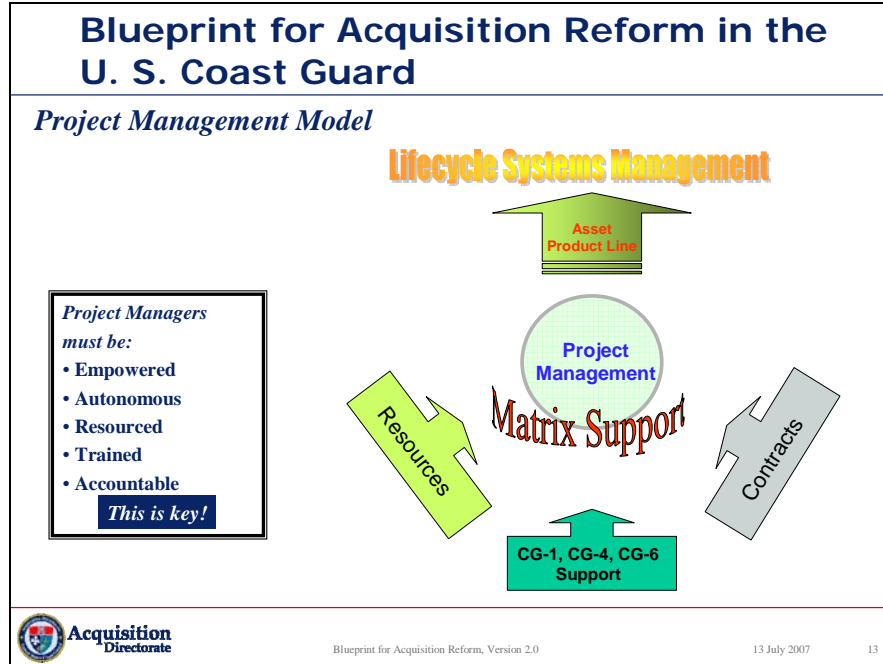 Blueprint for Acquisition Reform in the
U. S. Coast Guard
Project Management Model
Lifecycle Systems Management
Asset
Product Line
Project Managers
must be:
• Empowered
• Autonomous
• Resourced
• Trained
• Accountable
This is key!
Project
Management
Matrix Support
Resources
Contracts
CG-1, CG-4, CG-6
Support
Acquisition
Directorate
Blueprint for Acquisition Reform, Version 2.0
13 July 2007
13